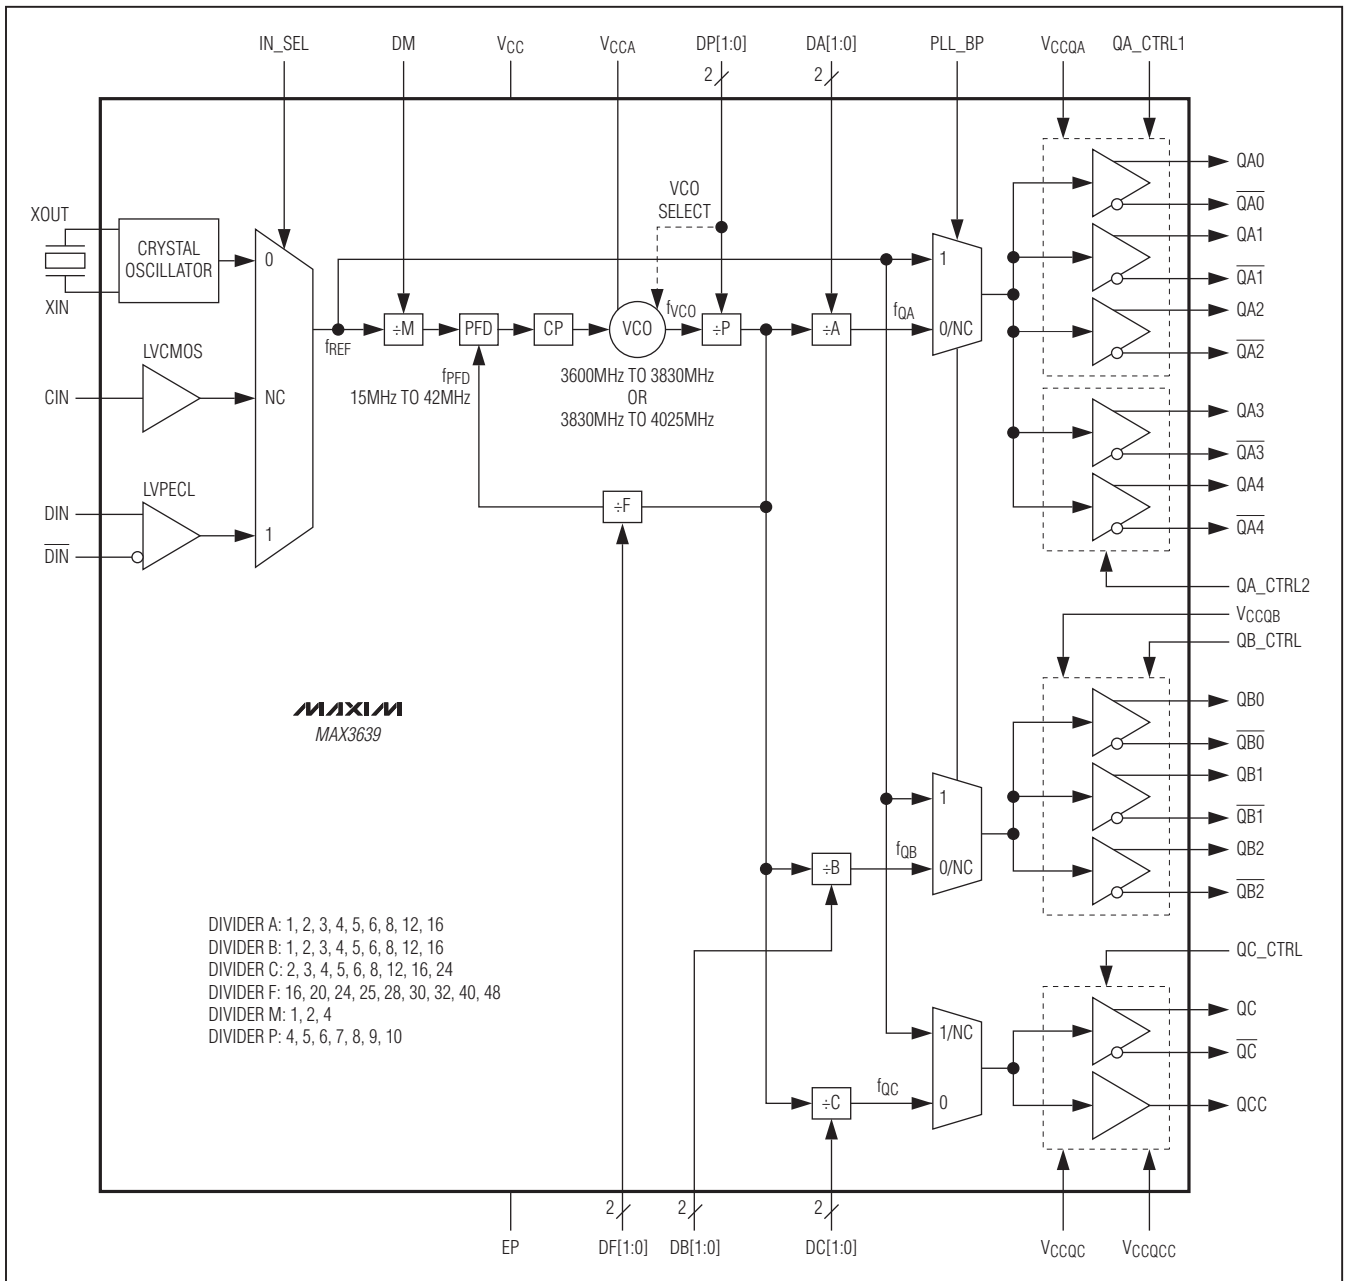 IN_SEL DM VCC VCCA DP[1:0] DA[1:0] PLL_BP VCCQA QA_CTRL1
2 2
QA0
QA0
VCO
SELECT
XOUT
CRYSTAL
OSCILLATOR
XIN
0
1
QA1
QA1
QA2
QA2
fREF
÷M
PFD
CP
VCO
fVCO
÷P
÷A
fQA
0/NC
fPFD
15MHz TO 42MHz
3600MHz TO 3830MHz
OR
3830MHz TO 4025MHz
LVCMOS
CIN
NC
QA3
QA3
LVPECL
DIN
DIN
1
÷F
QA4
QA4
QA_CTRL2
VCCQB
QB_CTRL
MAXIM
MAX3639
QB0
QB0
1
QB1
QB1
÷B
fQB
0/NC
QB2
QB2
DIVIDER A: 1, 2, 3, 4, 5, 6, 8, 12, 16
DIVIDER B: 1, 2, 3, 4, 5, 6, 8, 12, 16
DIVIDER C: 2, 3, 4, 5, 6, 8, 12, 16, 24
DIVIDER F: 16, 20, 24, 25, 28, 30, 32, 40, 48
DIVIDER M: 1, 2, 4
DIVIDER P: 4, 5, 6, 7, 8, 9, 10
QC_CTRL
1/NC
QC
QC
÷C
fQC
0
QCC
2 2 2
EP DF[1:0] DB[1:0] DC[1:0] VCCQC VCCQCC